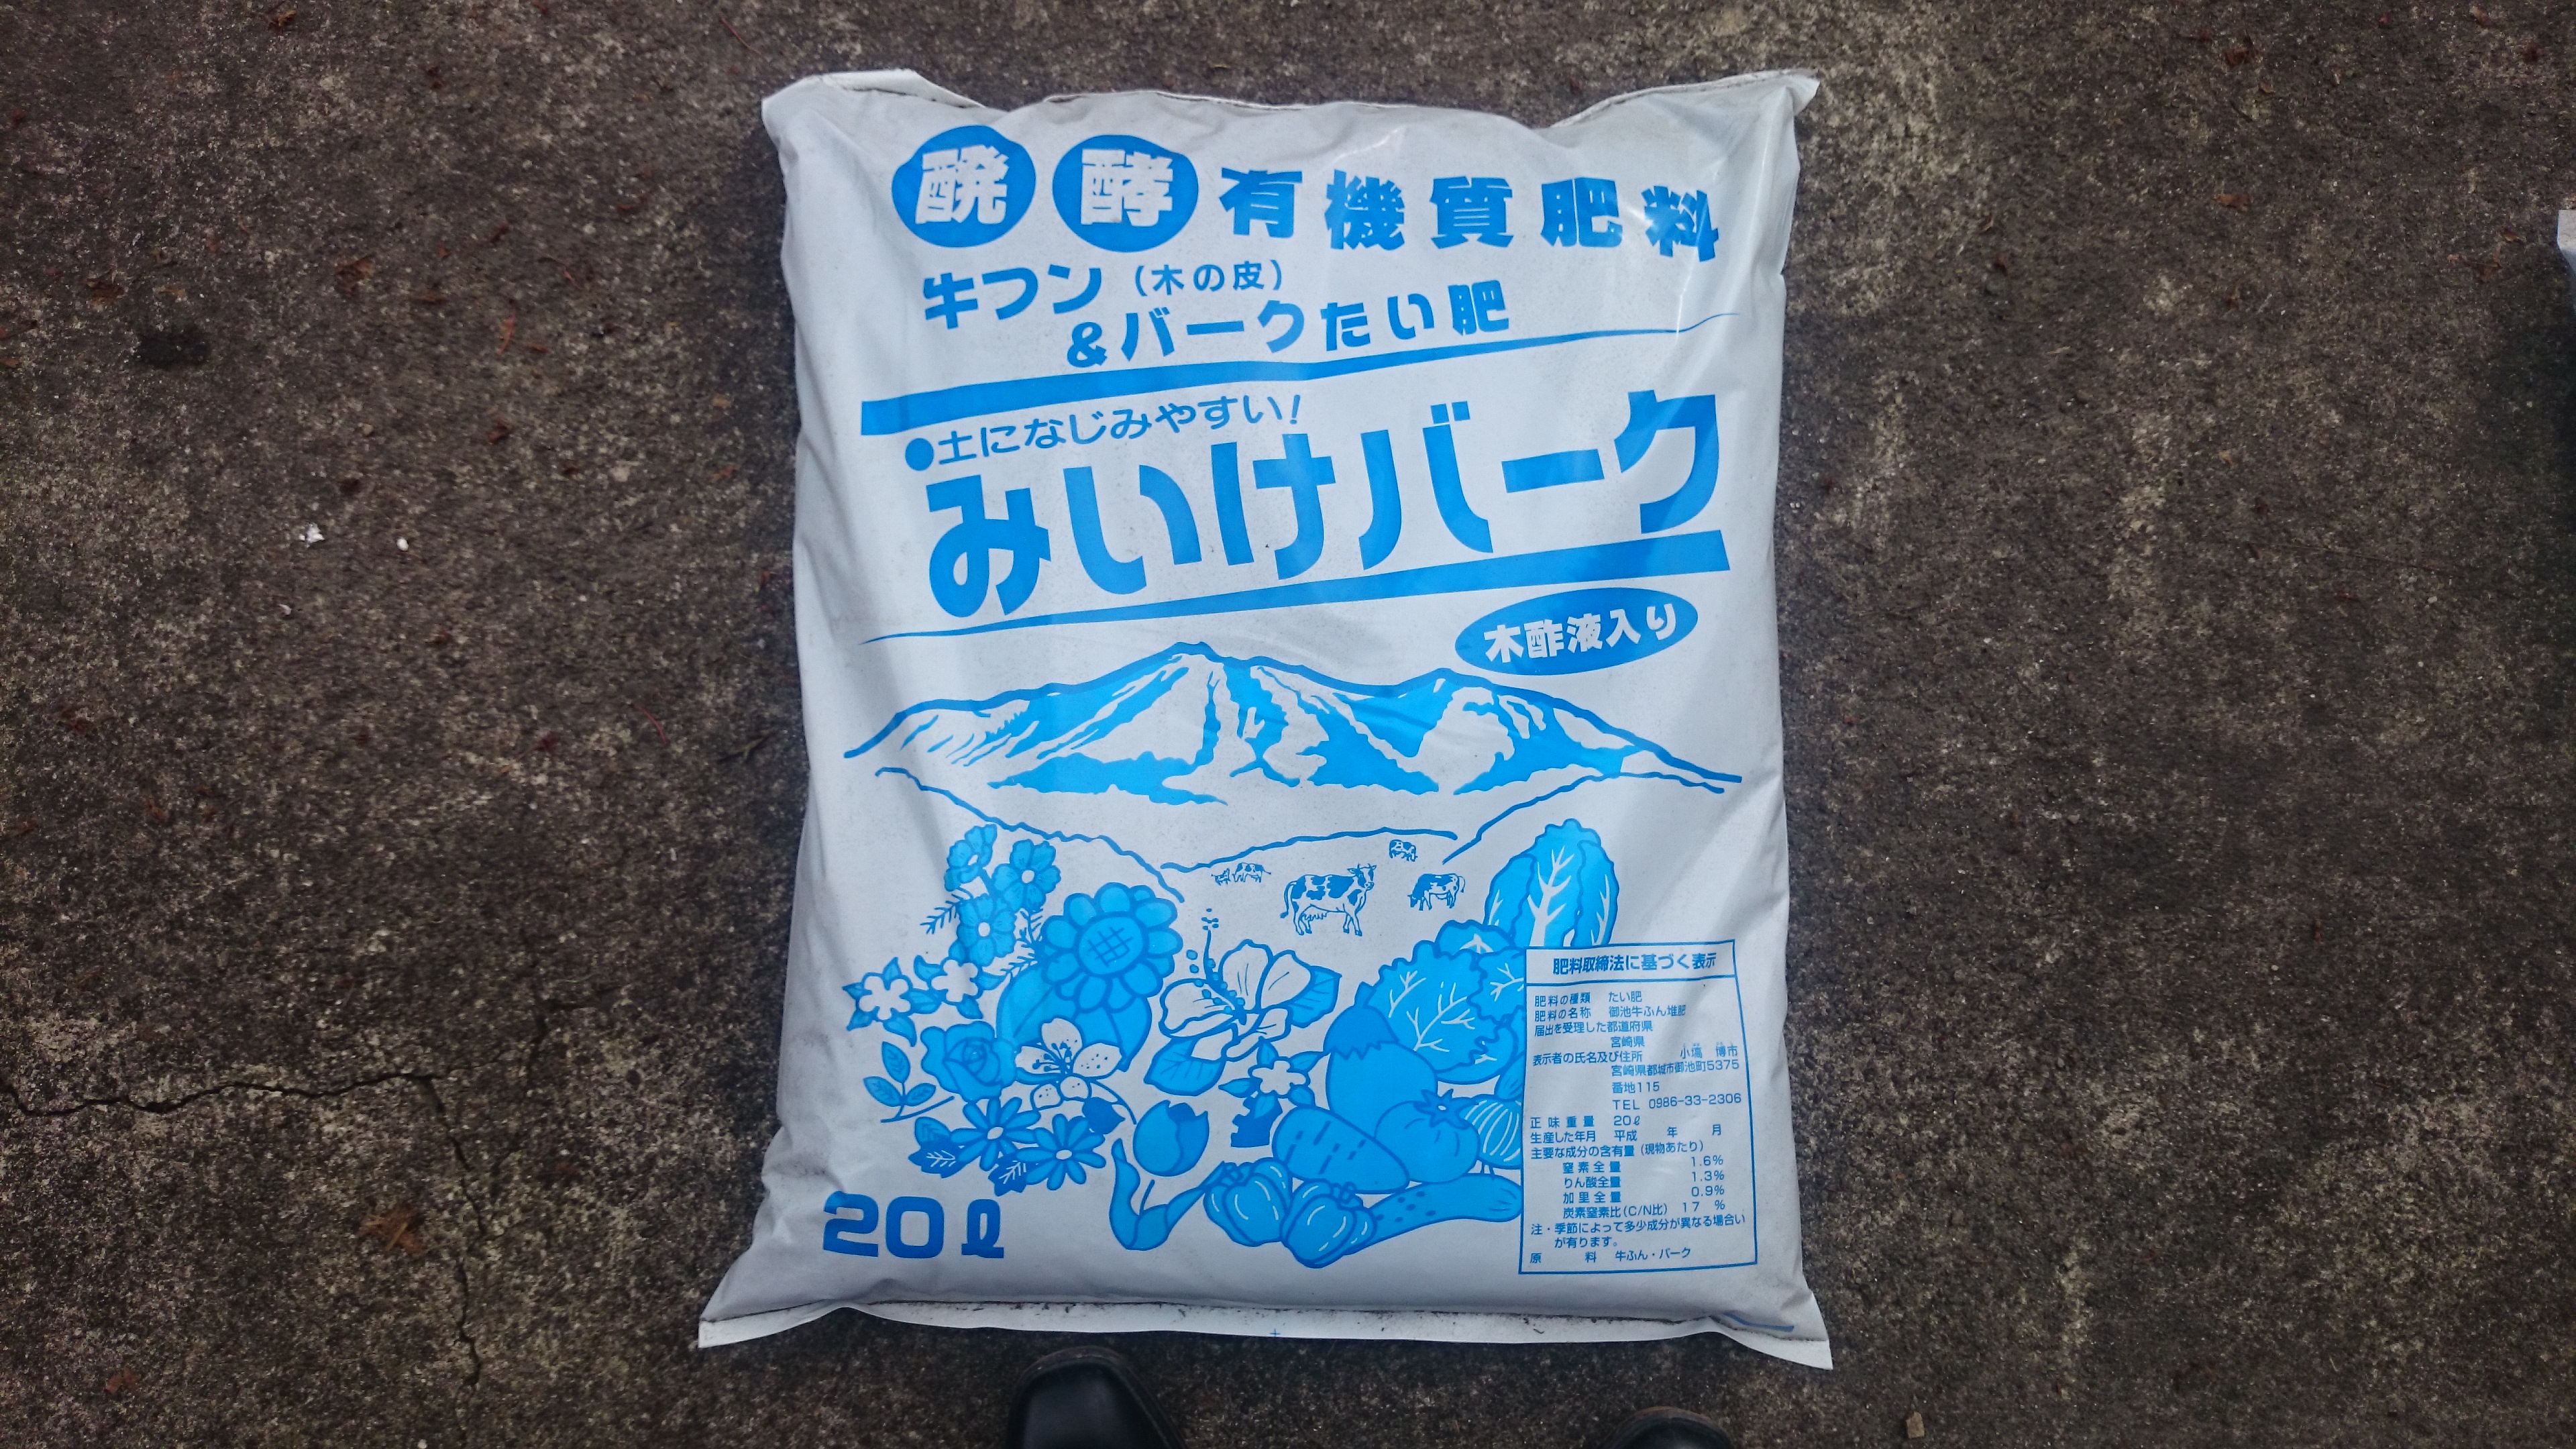 醗酵有機質肥料
牛フン(木の皮)
&バークたい肥
●土になじみやすい!
みいけバーク
木酢液入り
20ℓ
肥料取締法に基づく表示
肥料の種類 たい肥
肥料の名称 御池牛ふん堆肥
届出を受理した都道府県
宮崎県
表示者の氏名及び住所 小塙 博市
宮崎県都城市御池町5375
番地115
TEL 0986-33-2306
正味重量 20ℓ
生産した年月 平成 年 月
主要な成分の含有量(現物あたり)
窒素全量 1.6%
りん酸全量 1.3%
加里全量 0.9%
炭素窒素比(C/N比) 17 %
注・季節によって多少成分が異なる場合い
が有ります。
原料 牛ふん・バーク